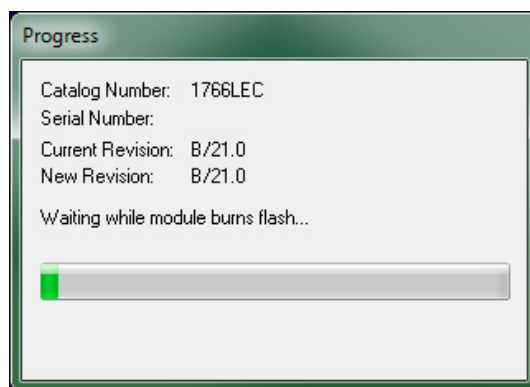 Progress
Catalog Number: 1766LEC
Serial Number:
Current Revision: B/21.0
New Revision: B/21.0
Waiting while module burns flash...